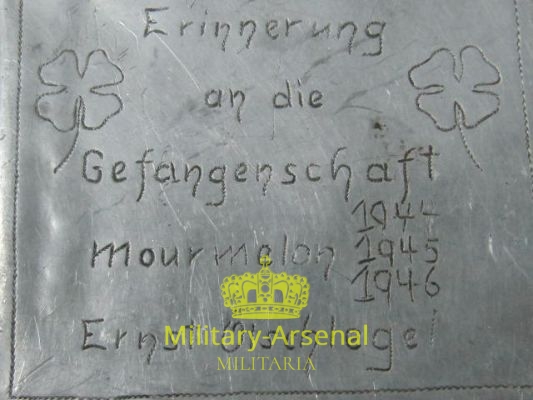 Erinnerung
an die
Gefangenschaft
1944
mourmelon 1945
1946
Ernst
Military-Arsenal
MILITARIA